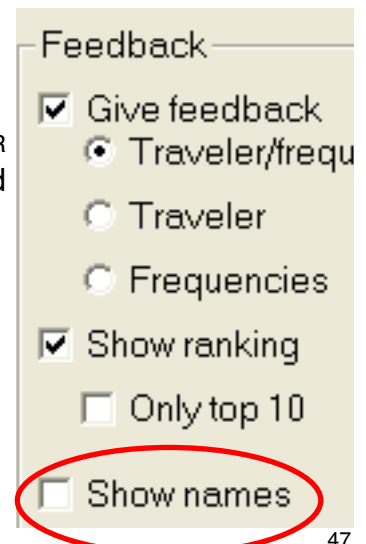 Feedback
Give feedback
R
Traveler/frequ
d
Traveler
Frequencies
Show ranking
Only top 10
Show names
47